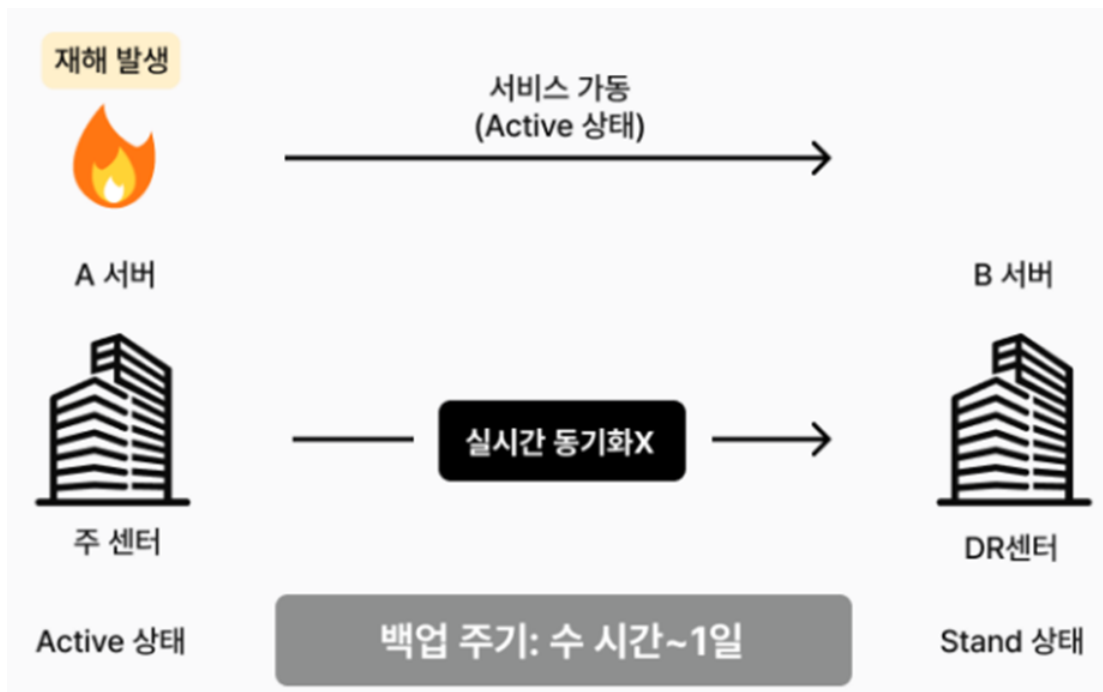 재해 발생
서비스 가동
(Active 상태)
A 서버
B 서버
실시간 동기화X
주 센터
DR센터
Active 상태
백업 주기: 수 시간~1일
Stand 상태